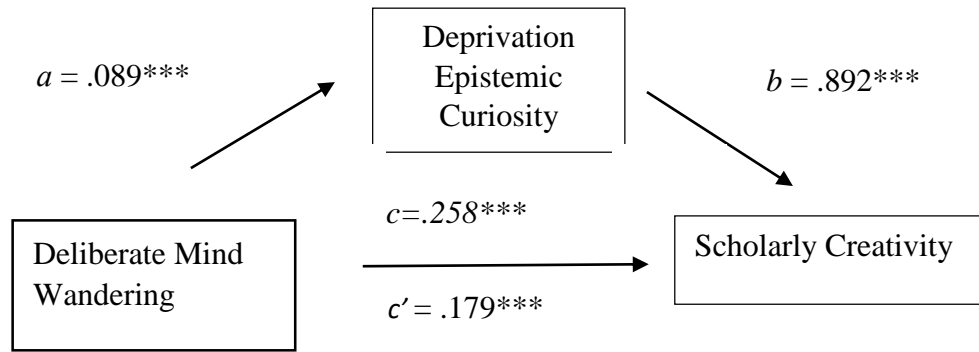 Deprivation
Epistemic
Curiosity
a = .089***
b = .892***
c=.258***
Deliberate Mind
Wandering
Scholarly Creativity
c′ = .179***